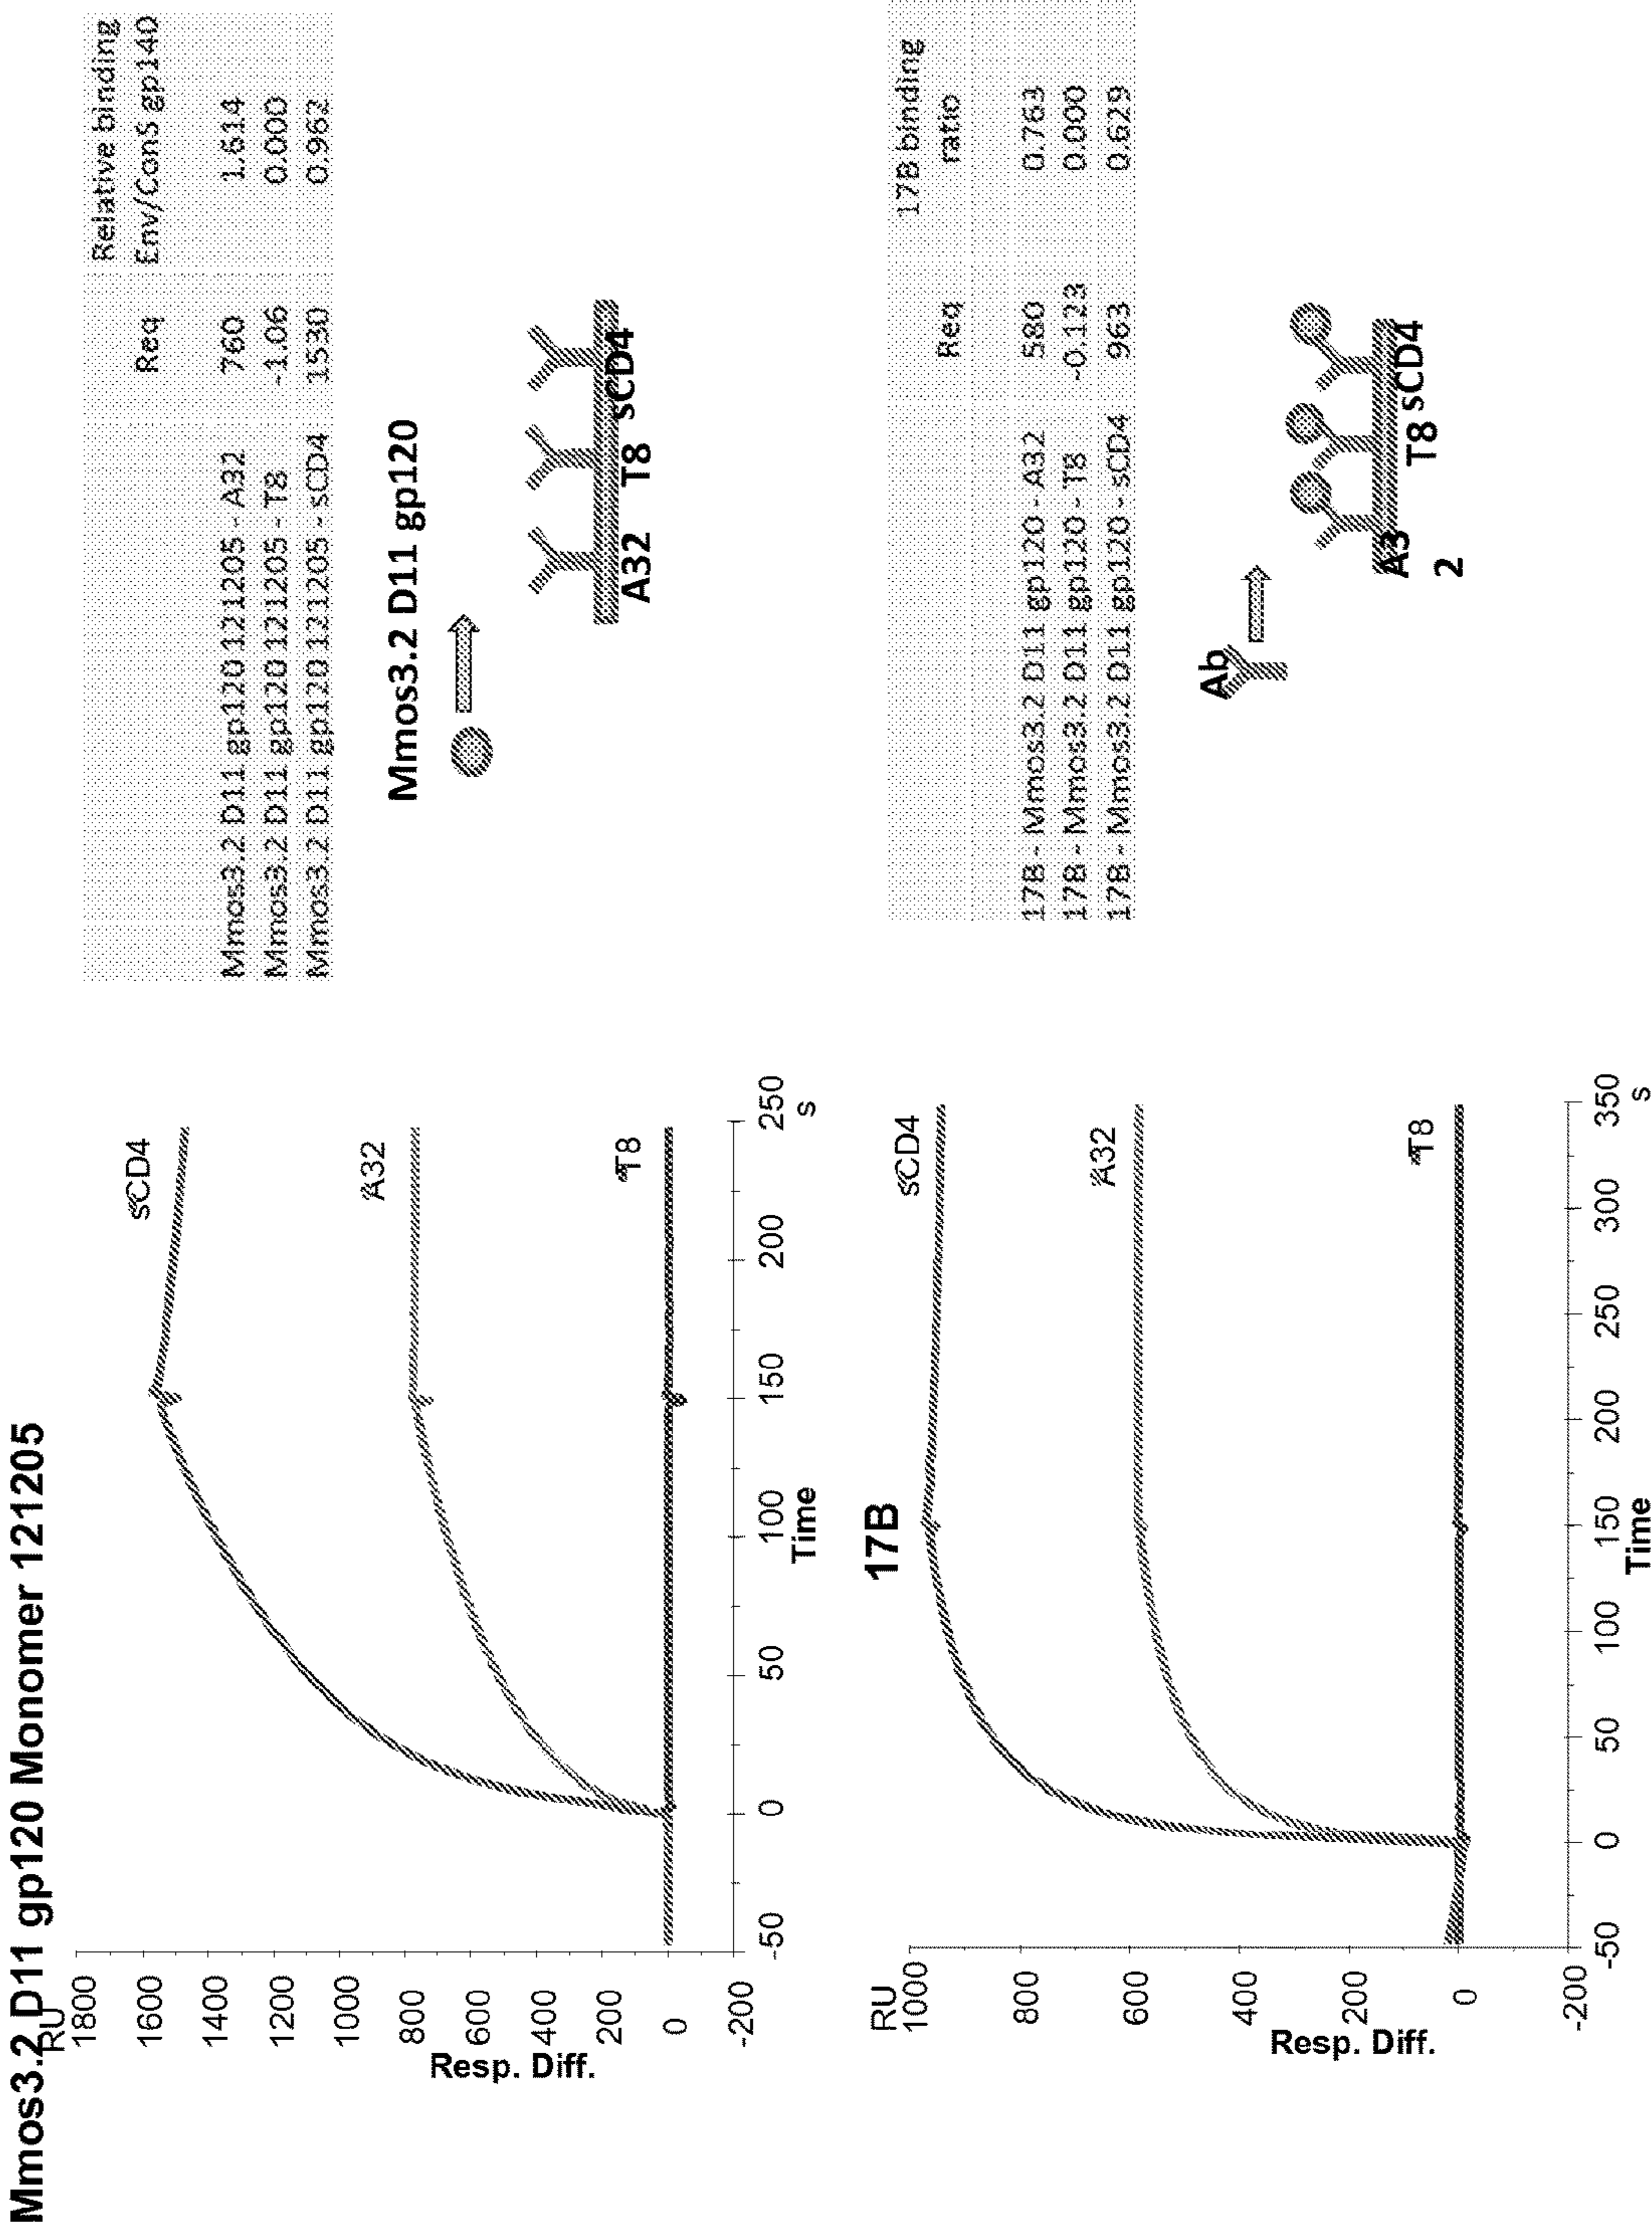 Mmos3.2 D11 gp120 Monomer 121205
RU
1800
1600
1400
1200
1000
800
600
400
200
0
-200
Resp. Diff.
sCD4
A32
T8
-50
0
50
100
150
200
250
Time
s
Relative binding
Req
Env/ConS gp140
Mmos3.2 D11 gp120 121205 - A32 760 1.614
Mmos3.2 D11 gp120 121205 - T8 -1.06 0.000
Mmos3.2 D11 gp120 121205 - sCD4 1530 0.962
Mmos3.2 D11 gp120
A32 T8 sCD4
17B
RU
1000
800
600
400
200
0
-200
Resp. Diff.
sCD4
A32
T8
-50
0
50
100
150
200
250
300
350
Time
s
17B binding
Req ratio
17B - Mmos3.2 D11 gp120 - A32 580 0.763
17B - Mmos3.2 D11 gp120 - T8 -0.123 0.000
17B - Mmos3.2 D11 gp120 - sCD4 963 0.629
Ab
A3
2
T8 sCD4